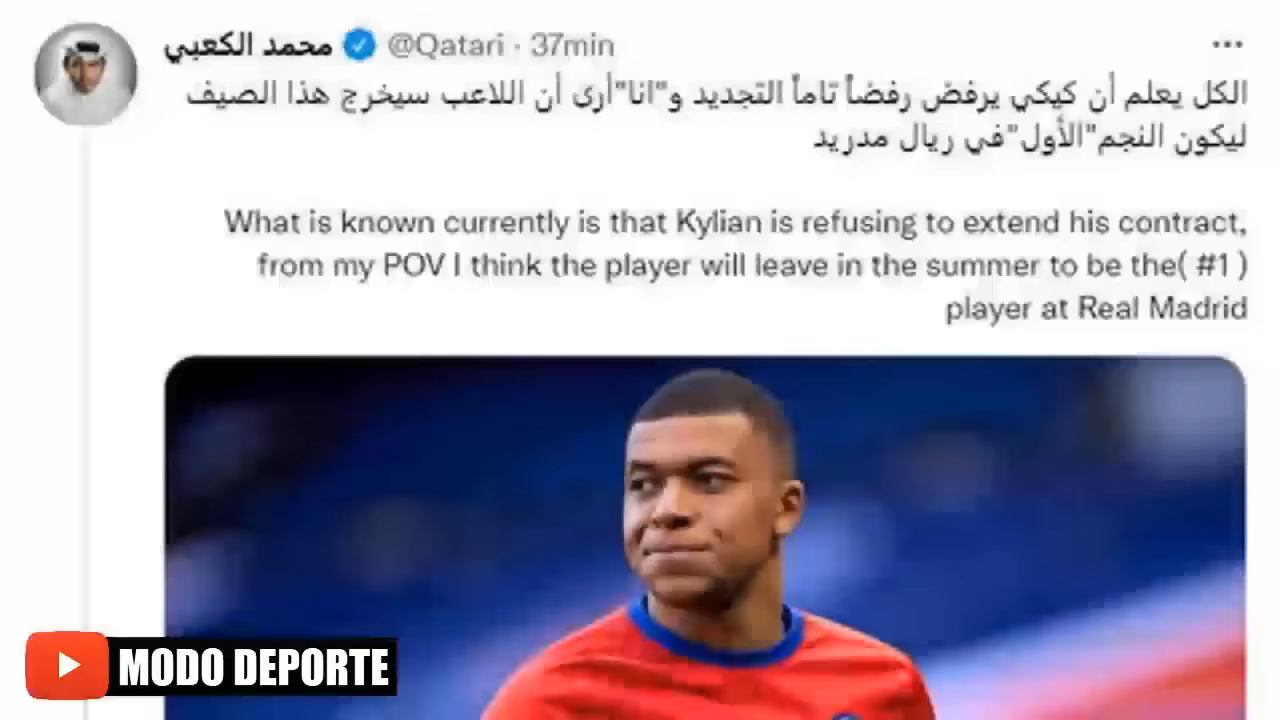 محمد الكعبي @Qatari · 37min
الكل يعلم أن كيكي يرفض رفضاً تاماً التجديد و"انا"أرى أن اللاعب سيخرج هذا الصيف
ليكون النجم"الأول"في ريال مدريد
What is known currently is that Kylian is refusing to extend his contract,
from my POV I think the player will leave in the summer to be the( #1 )
player at Real Madrid
MODO DEPORTE